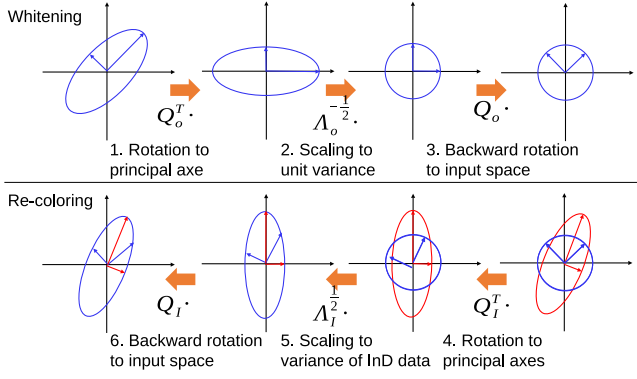 Whitening
Q_o^T · Λ_o^{-1/2} · Q_o ·
1. Rotation to 2. Scaling to 3. Backward rotation
principal axe unit variance to input space
Re-coloring
Q_I · Λ_I^{1/2} · Q_I^T ·
6. Backward rotation 5. Scaling to 4. Rotation to
to input space variance of InD data principal axes